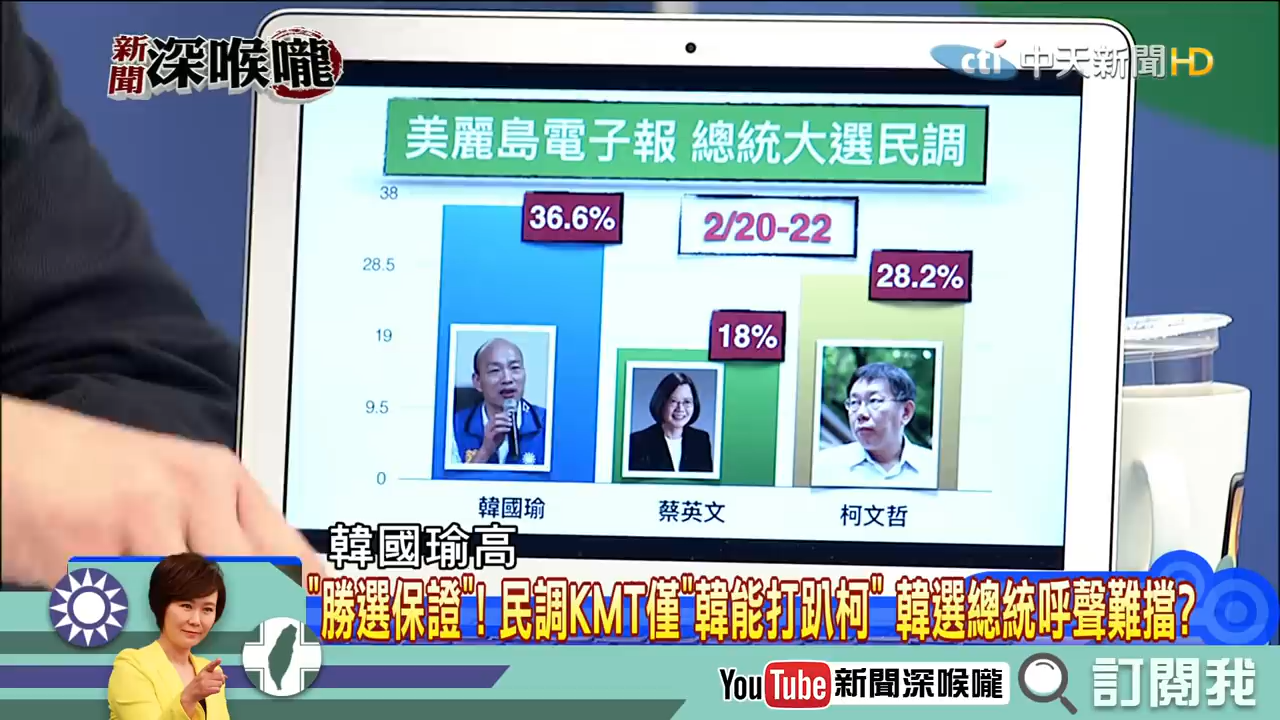 新聞深喉嚨
cti 中天新聞HD
美麗島電子報 總統大選民調
2/20-22
38
28.5
19
9.5
0
36.6%
18%
28.2%
韓國瑜
蔡英文
柯文哲
韓國瑜高
"勝選保證"! 民調KMT僅"韓能打趴柯" 韓選總統呼聲難擋?
YouTube 新聞深喉嚨 訂閱我